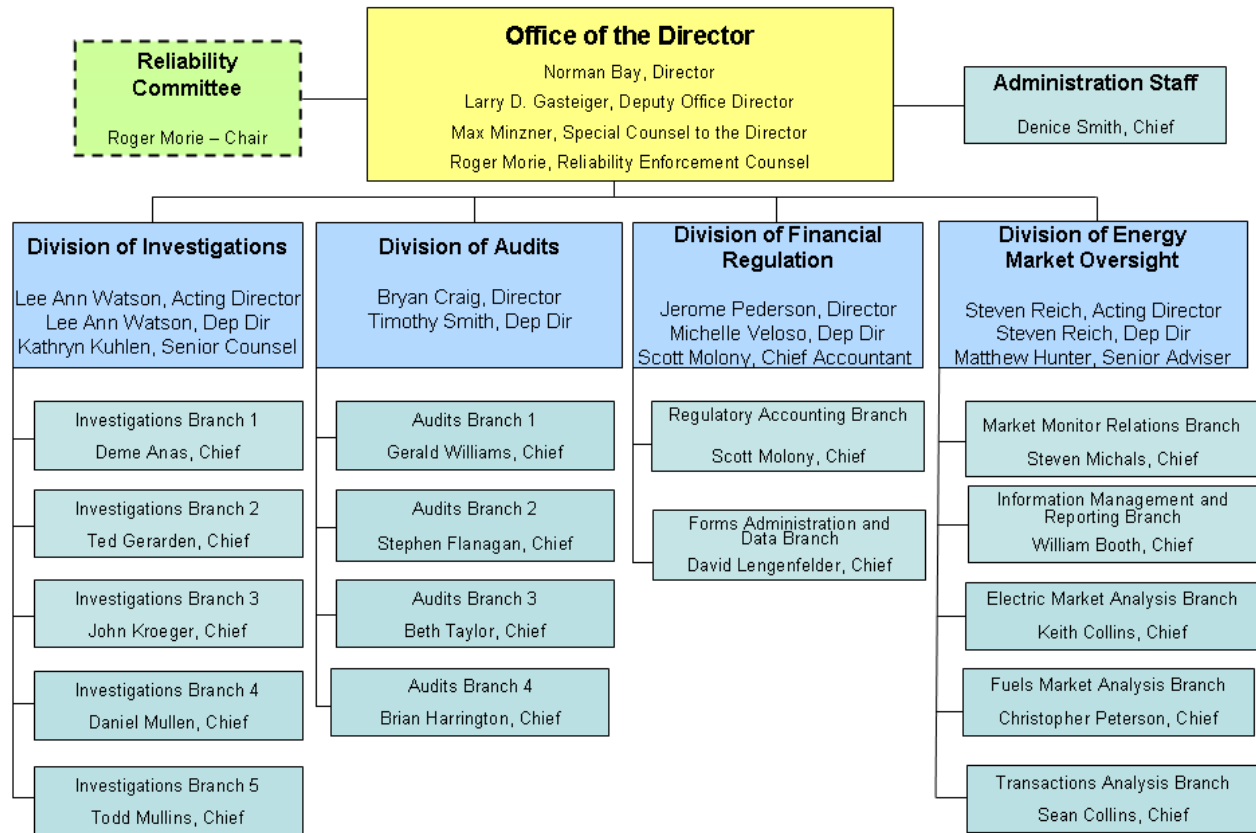 Office of the Director
Norman Bay, Director
Larry D. Gasteiger, Deputy Office Director
Max Minzner, Special Counsel to the Director
Roger Morie, Reliability Enforcement Counsel
Reliability
Committee
Roger Morie – Chair
Administration Staff
Denice Smith, Chief
Division of Investigations
Lee Ann Watson, Acting Director
Lee Ann Watson, Dep Dir
Kathryn Kuhlen, Senior Counsel
Investigations Branch 1
Deme Anas, Chief
Investigations Branch 2
Ted Gerarden, Chief
Investigations Branch 3
John Kroeger, Chief
Investigations Branch 4
Daniel Mullen, Chief
Investigations Branch 5
Todd Mullins, Chief
Division of Audits
Bryan Craig, Director
Timothy Smith, Dep Dir
Audits Branch 1
Gerald Williams, Chief
Audits Branch 2
Stephen Flanagan, Chief
Audits Branch 3
Beth Taylor, Chief
Audits Branch 4
Brian Harrington, Chief
Division of Financial
Regulation
Jerome Pederson, Director
Michelle Veloso, Dep Dir
Scott Molony, Chief Accountant
Regulatory Accounting Branch
Scott Molony, Chief
Forms Administration and
Data Branch
David Lengenfelder, Chief
Division of Energy
Market Oversight
Steven Reich, Acting Director
Steven Reich, Dep Dir
Matthew Hunter, Senior Adviser
Market Monitor Relations Branch
Steven Michals, Chief
Information Management and
Reporting Branch
William Booth, Chief
Electric Market Analysis Branch
Keith Collins, Chief
Fuels Market Analysis Branch
Christopher Peterson, Chief
Transactions Analysis Branch
Sean Collins, Chief